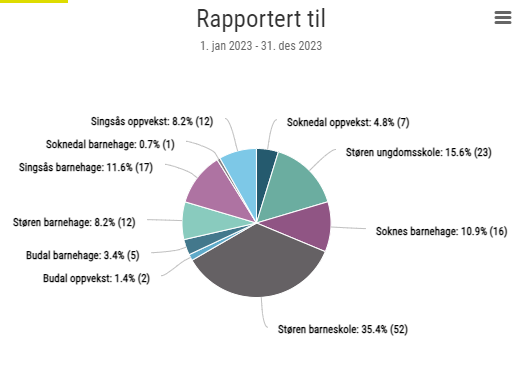 Rapportert til
1. jan 2023 - 31. des 2023
Singsås oppvekst: 8.2% (12)
Soknedal oppvekst: 4.8% (7)
Soknedal barnehage: 0.7% (1)
Støren ungdomsskole: 15.6% (23)
Singsås barnehage: 11.6% (17)
Støren barnehage: 8.2% (12)
Soknes barnehage: 10.9% (16)
Budal barnehage: 3.4% (5)
Budal oppvekst: 1.4% (2)
Støren barneskole: 35.4% (52)